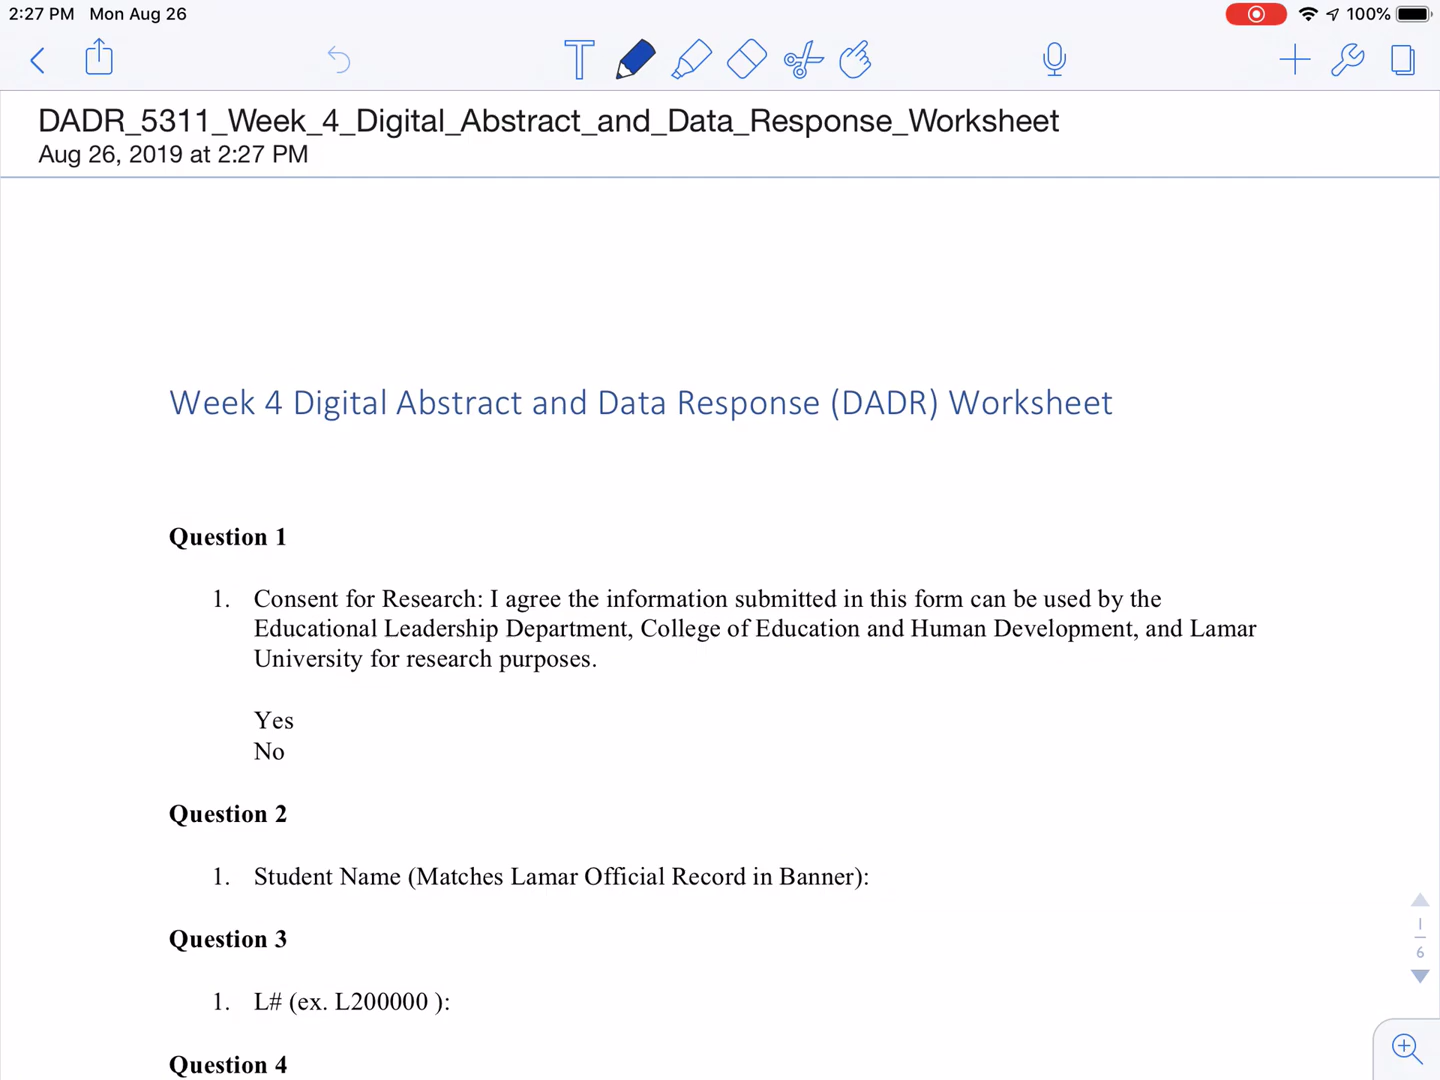 2:27 PM Mon Aug 26
100%
DADR_5311_Week_4_Digital_Abstract_and_Data_Response_Worksheet
Aug 26, 2019 at 2:27 PM
Week 4 Digital Abstract and Data Response (DADR) Worksheet
Question 1
1. Consent for Research: I agree the information submitted in this form can be used by the
Educational Leadership Department, College of Education and Human Development, and Lamar
University for research purposes.
Yes
No
Question 2
1. Student Name (Matches Lamar Official Record in Banner):
Question 3
1. L# (ex. L200000 ):
Question 4
1
6